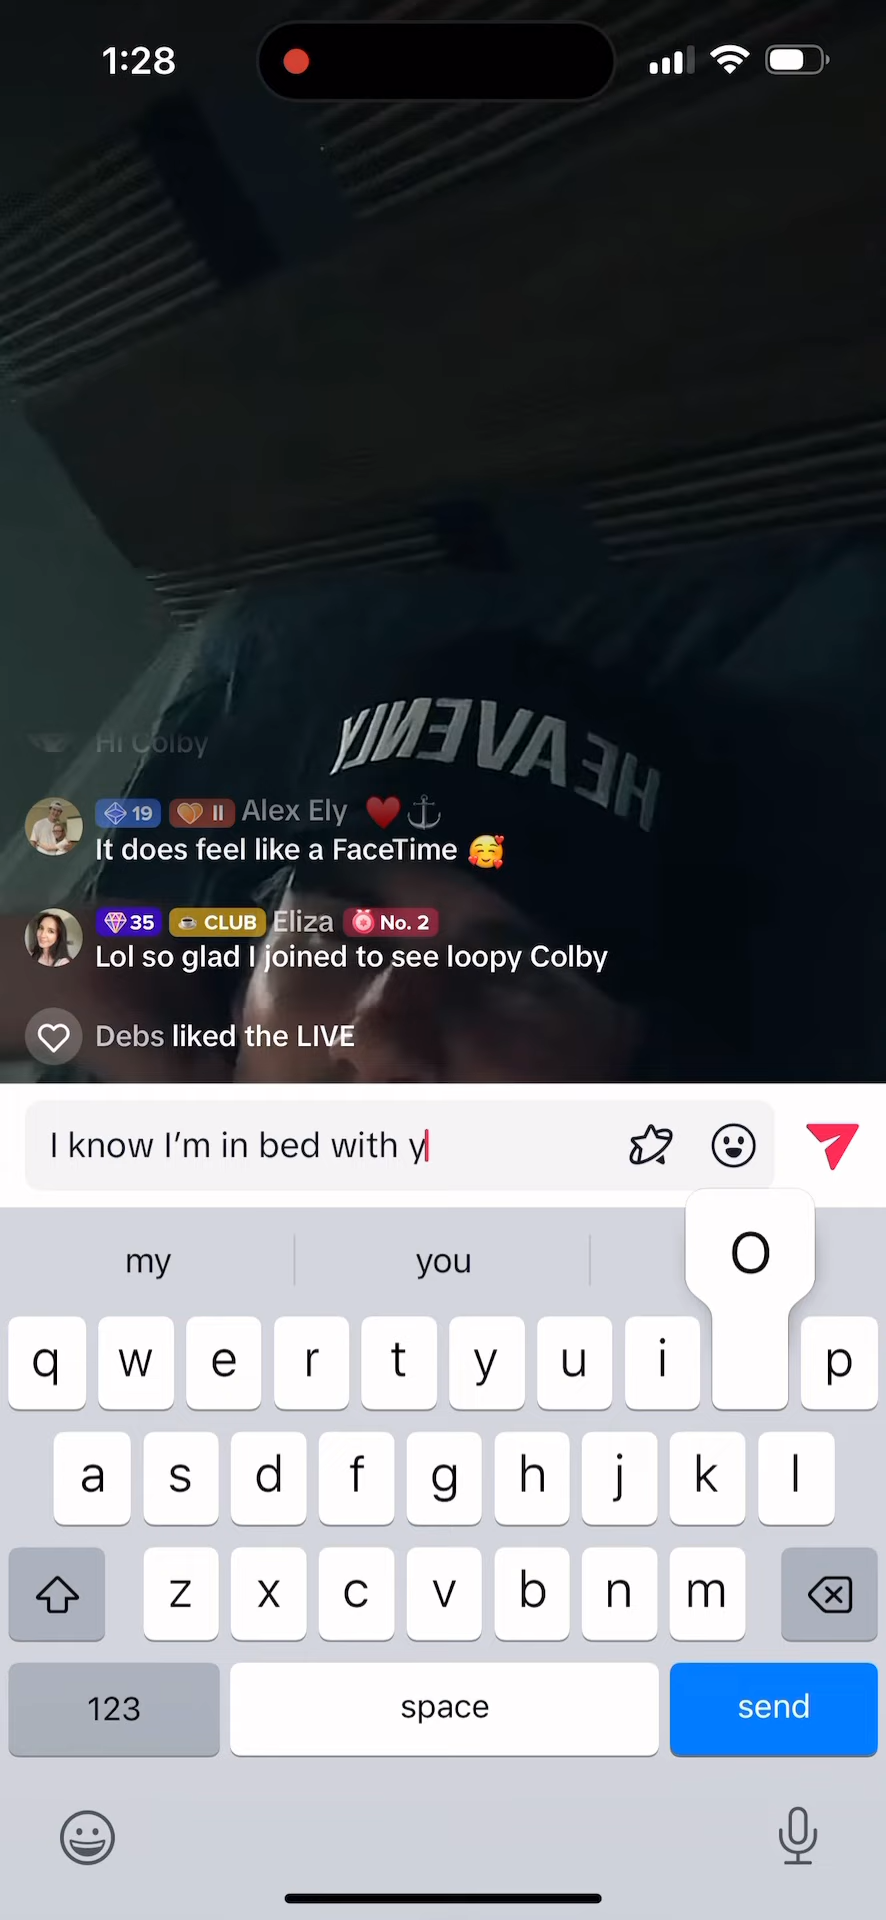 1:28
HEAVENLY
Hi Colby
19 II Alex Ely ❤️⚓
It does feel like a FaceTime 🥰
35 CLUB Eliza No. 2
Lol so glad I joined to see loopy Colby
Debs liked the LIVE
I know I’m in bed with y
my you
O
q w e r t y u i p
a s d f g h j k l
z x c v b n m
123 space send